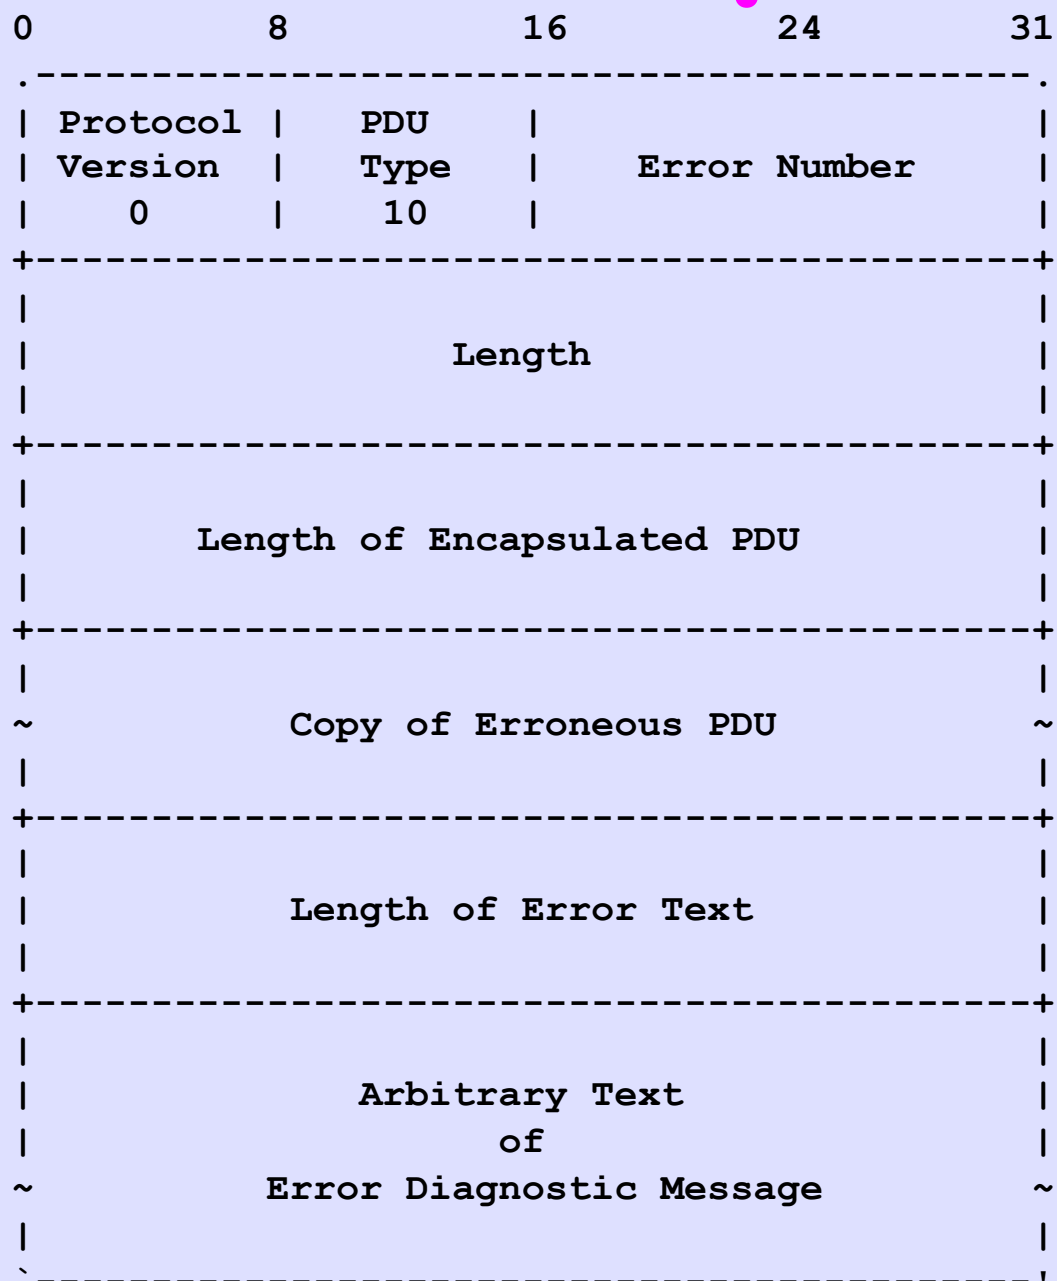 0          8          16         24        31
.-------------------------------------------.
| Protocol |   PDU    |                     |
| Version  |   Type   |    Error Number     |
|    0     |    10    |                     |
+-------------------------------------------+
|                                           |
|                  Length                   |
|                                           |
+-------------------------------------------+
|                                           |
|       Length of Encapsulated PDU          |
|                                           |
+-------------------------------------------+
|                                           |
~           Copy of Erroneous PDU           ~
|                                           |
+-------------------------------------------+
|                                           |
|           Length of Error Text            |
|                                           |
+-------------------------------------------+
|                                           |
|              Arbitrary Text               |
|                    of                     |
~          Error Diagnostic Message         ~
|                                           |
`-------------------------------------------'